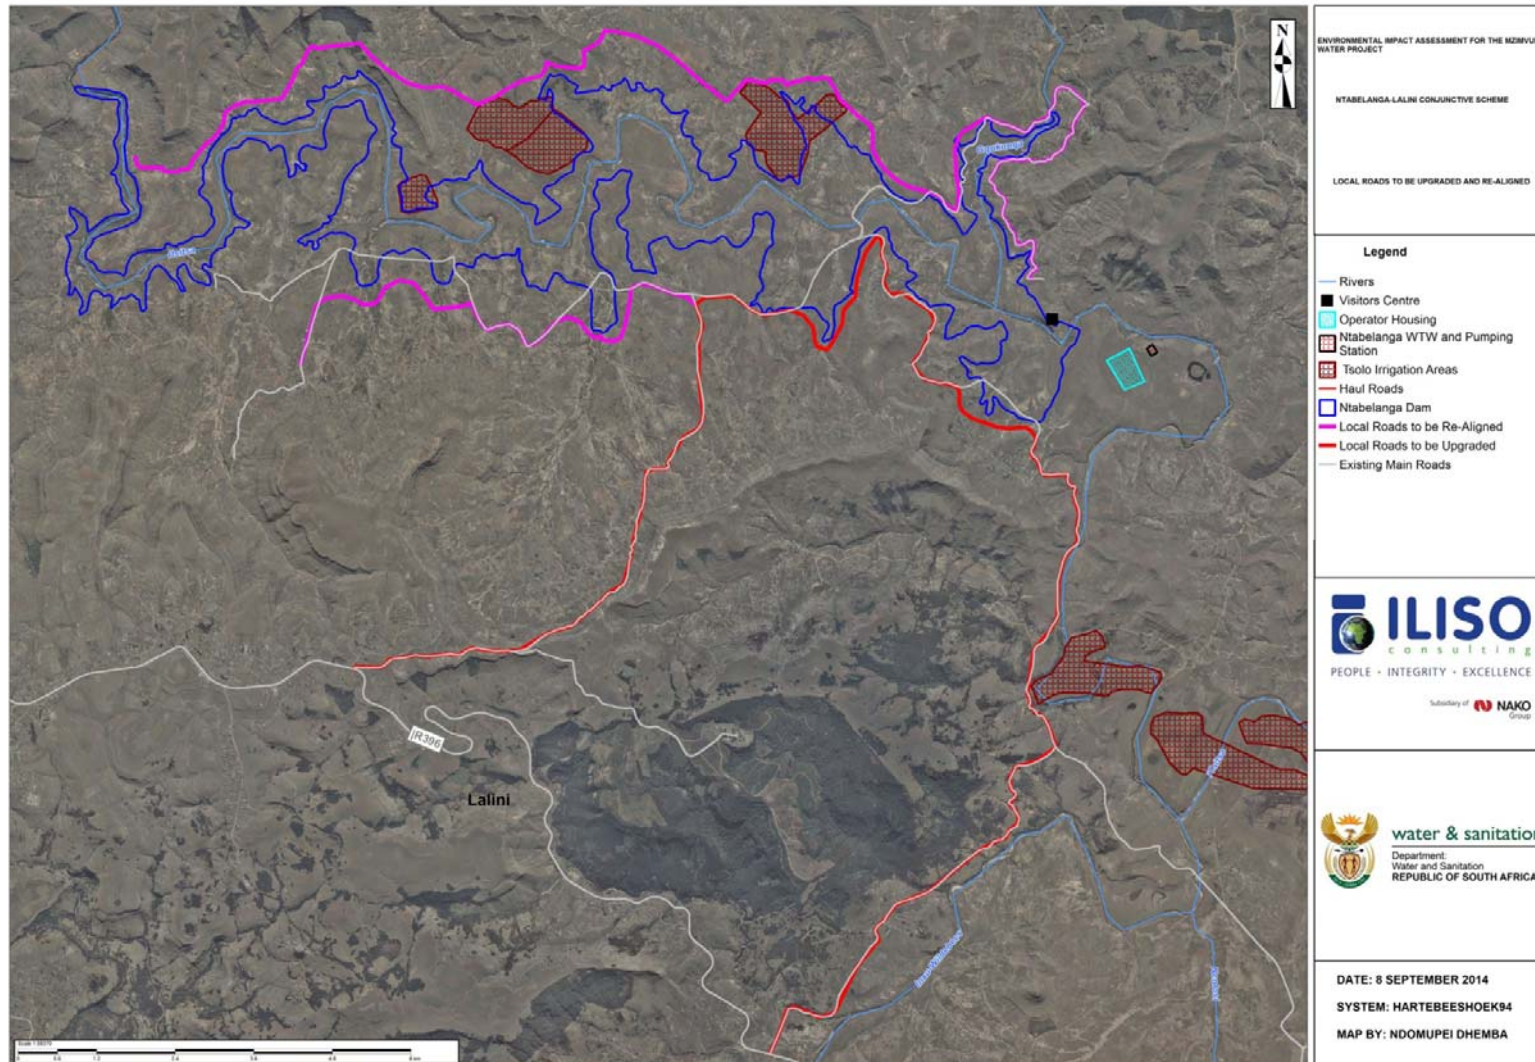 N
ENVIRONMENTAL IMPACT ASSESSMENT FOR THE MZIMVU
WATER PROJECT
NTABELANGA-LALINI CONJUNCTIVE SCHEME
LOCAL ROADS TO BE UPGRADED AND RE-ALIGNED
Legend
Rivers
Visitors Centre
Operator Housing
Ntabelanga WTW and Pumping
Station
Tsolo Irrigation Areas
Haul Roads
Ntabelanga Dam
Local Roads to be Re-Aligned
Local Roads to be Upgraded
Existing Main Roads
R396
Lalini
ILISO
consulting
PEOPLE • INTEGRITY • EXCELLENCE
Subsidiary of NAKO
Group
water & sanitation
Department:
Water and Sanitation
REPUBLIC OF SOUTH AFRICA
DATE: 8 SEPTEMBER 2014
SYSTEM: HARTEBEESHOEK94
MAP BY: NDOMUPEI DHEMBA